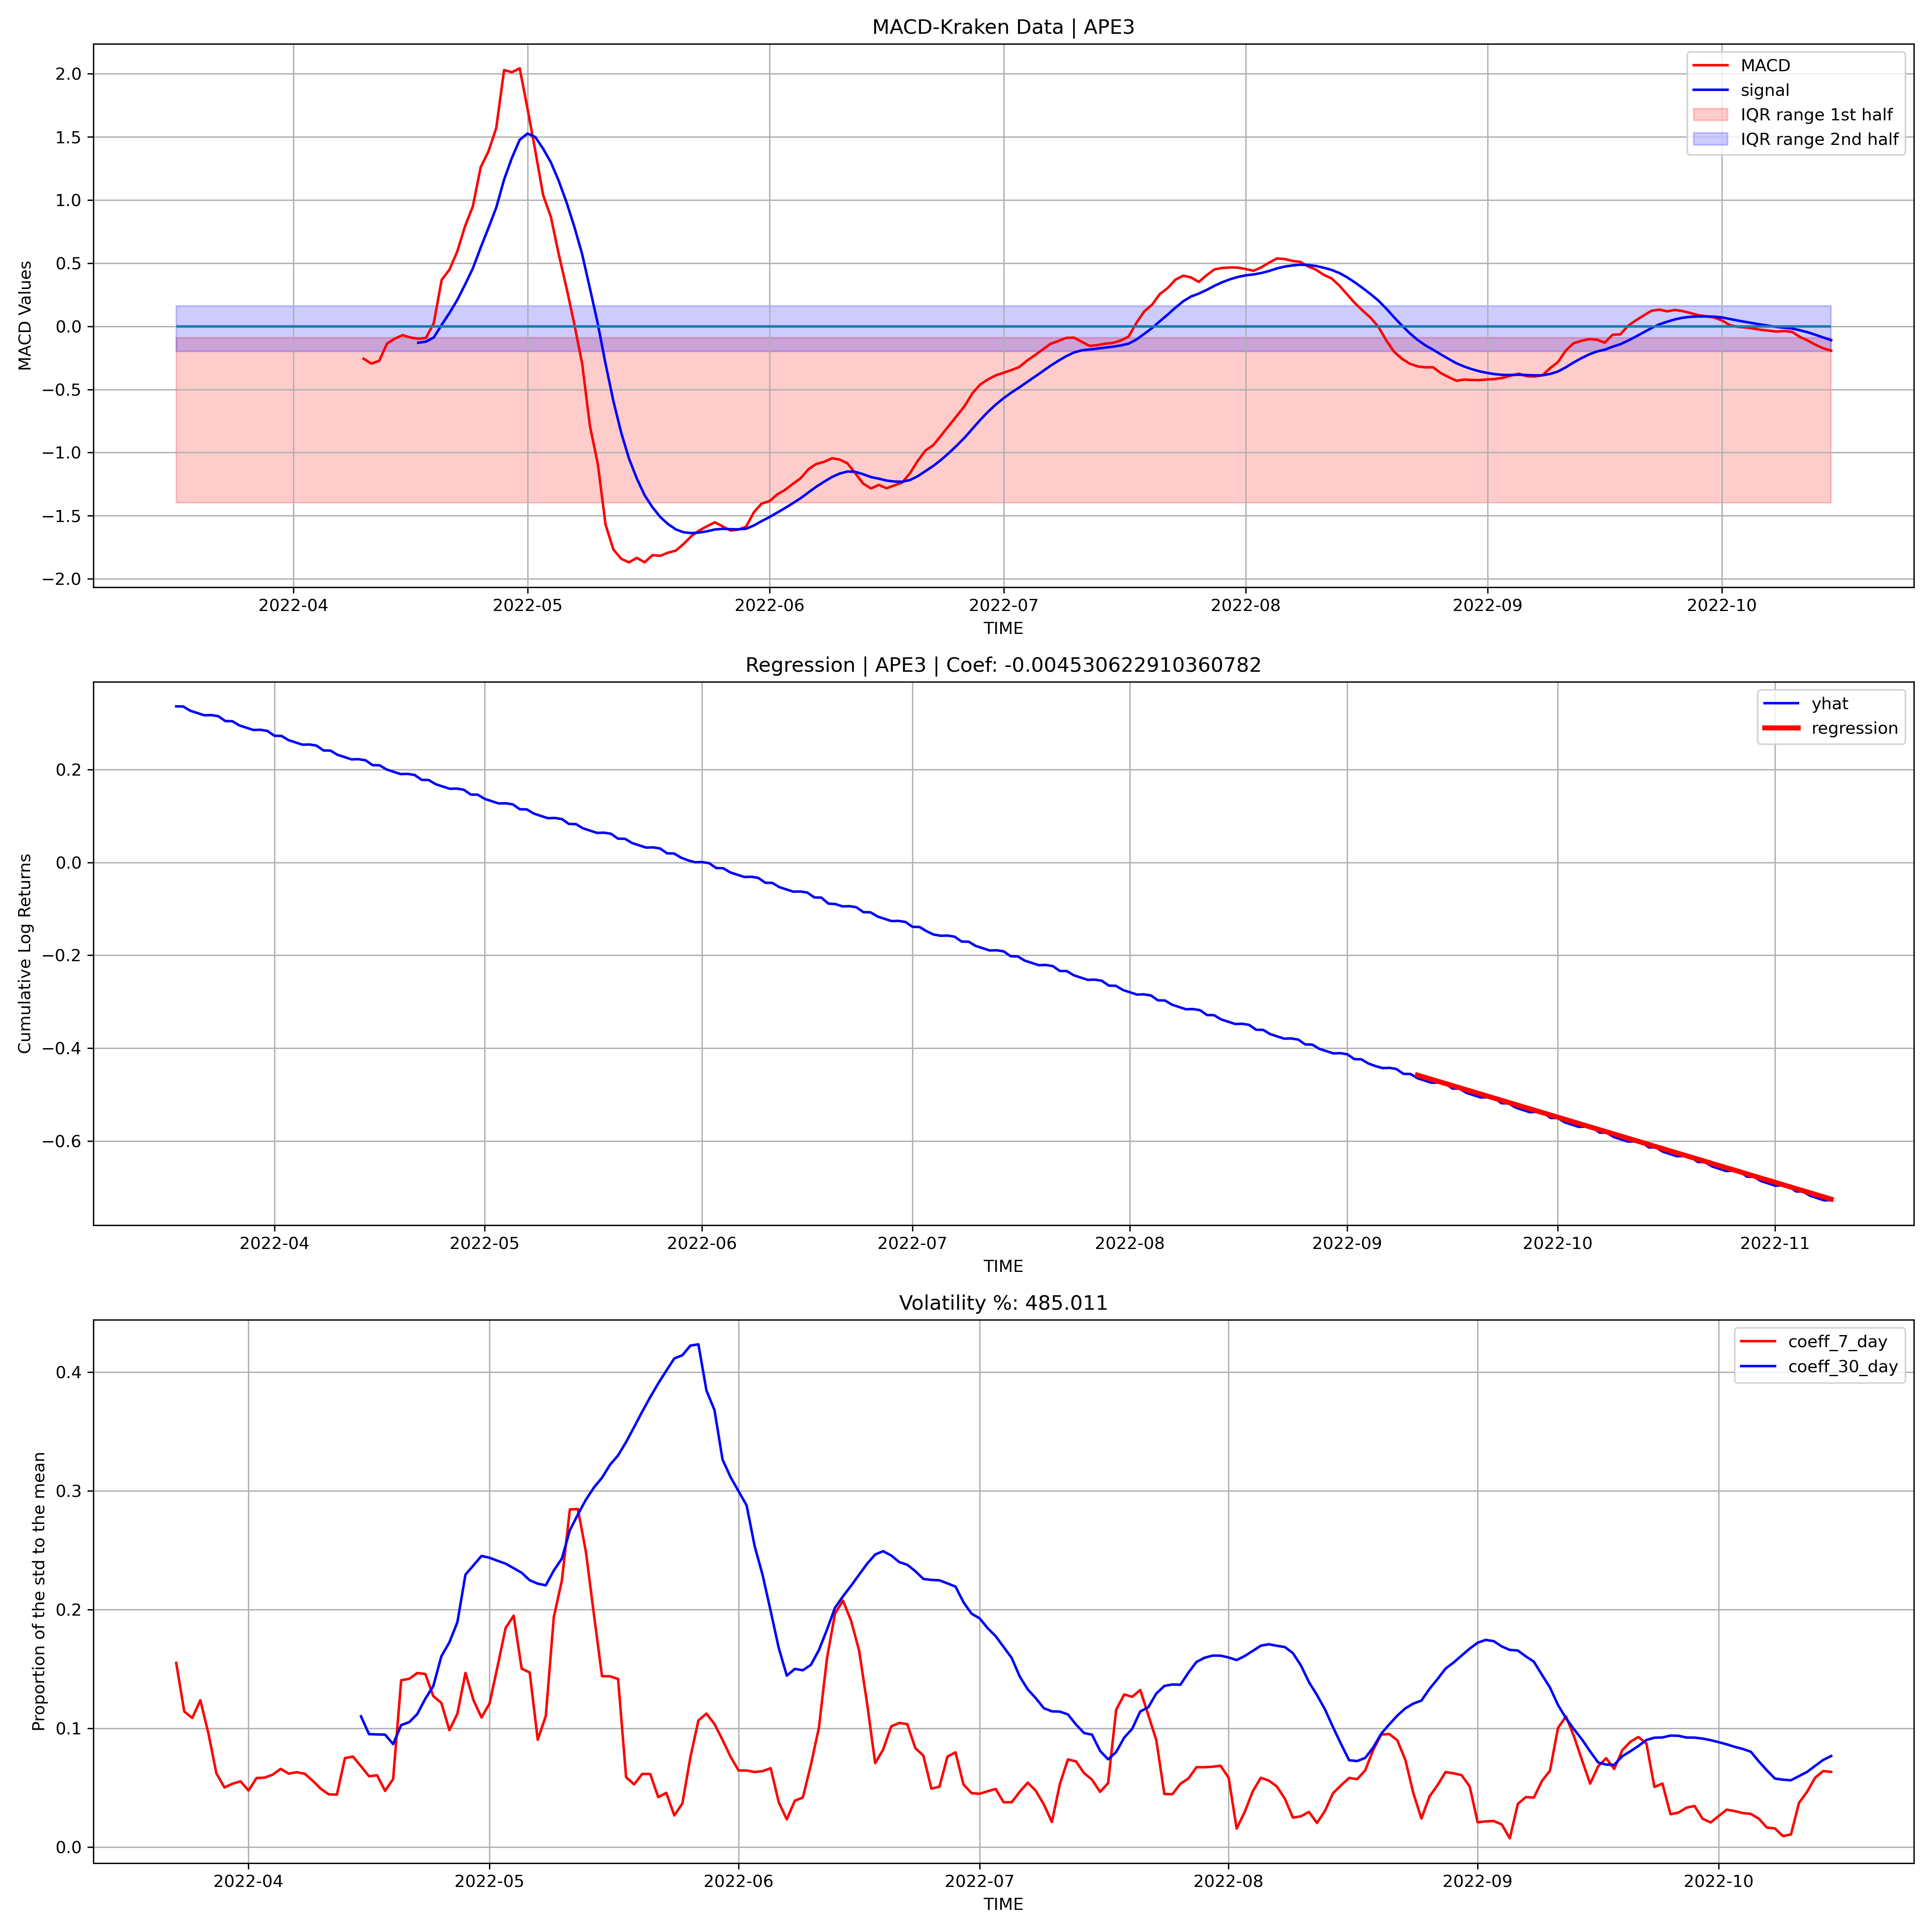 MACD-Kraken Data | APE3
MACD
signal
IQR range 1st half
IQR range 2nd half
MACD Values
2.0
1.5
1.0
0.5
0.0
−0.5
−1.0
−1.5
−2.0
2022-04 2022-05 2022-06 2022-07 2022-08 2022-09 2022-10
TIME
Regression | APE3 | Coef: -0.004530622910360782
yhat
regression
Cumulative Log Returns
0.2
0.0
−0.2
−0.4
−0.6
2022-04 2022-05 2022-06 2022-07 2022-08 2022-09 2022-10 2022-11
TIME
Volatility %: 485.011
coeff_7_day
coeff_30_day
Proportion of the std to the mean
0.4
0.3
0.2
0.1
0.0
2022-04 2022-05 2022-06 2022-07 2022-08 2022-09 2022-10
TIME